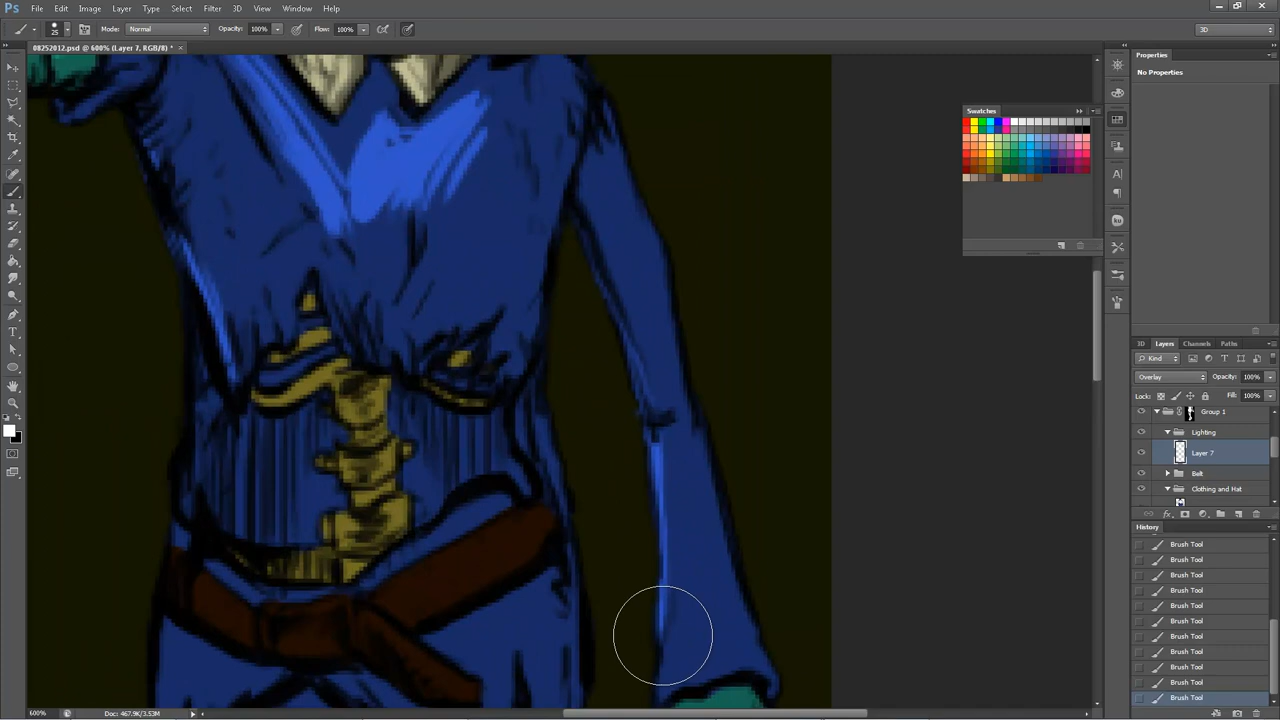 Ps File Edit Image Layer Type Select Filter 3D View Window Help
25 Mode: Normal Opacity: 100% Flow: 100% 3D
08252012.psd @ 600% (Layer 7, RGB/8) * ×
Properties
No Properties
Swatches
3D Layers Channels Paths
Kind
Overlay Opacity: 100%
Lock: Fill: 100%
Group 1
Lighting
Layer 7
Belt
Clothing and Hat
fx
History
Brush Tool
Brush Tool
Brush Tool
Brush Tool
Brush Tool
Brush Tool
Brush Tool
Brush Tool
Brush Tool
Brush Tool
Brush Tool
600% Doc: 467.9K/3.53M